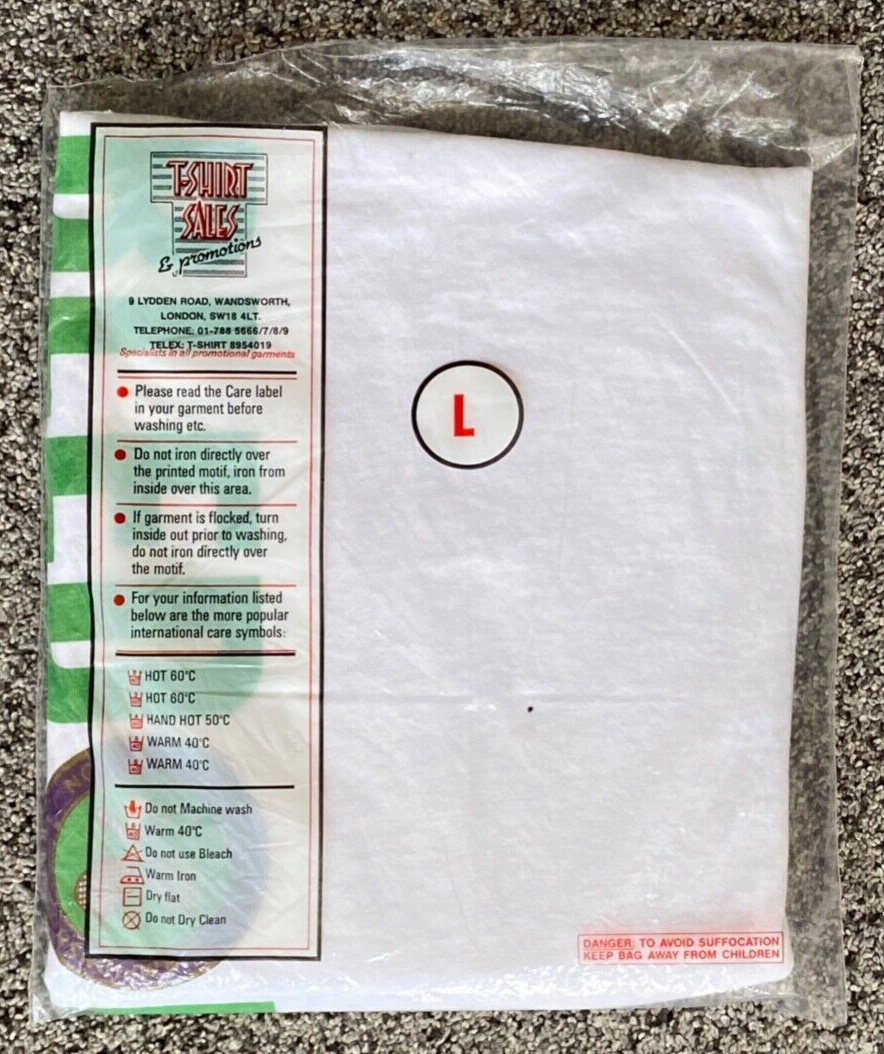 T-SHIRT
SALES
& promotions
9 LYDDEN ROAD, WANDSWORTH,
LONDON, SW18 4LT.
TELEPHONE: 01-788 5666/7/8/9
TELEX: T-SHIRT 8954019
Specialists in all promotional garments
Please read the Care label
in your garment before
washing etc.
Do not iron directly over
the printed motif, iron from
inside over this area.
If garment is flocked, turn
inside out prior to washing,
do not iron directly over
the motif.
For your information listed
below are the more popular
international care symbols:
HOT 60°C
HOT 60°C
HAND HOT 50°C
WARM 40°C
WARM 40°C
Do not Machine wash
Warm 40°C
Do not use Bleach
Warm Iron
Dry flat
Do not Dry Clean
L
DANGER: TO AVOID SUFFOCATION
KEEP BAG AWAY FROM CHILDREN